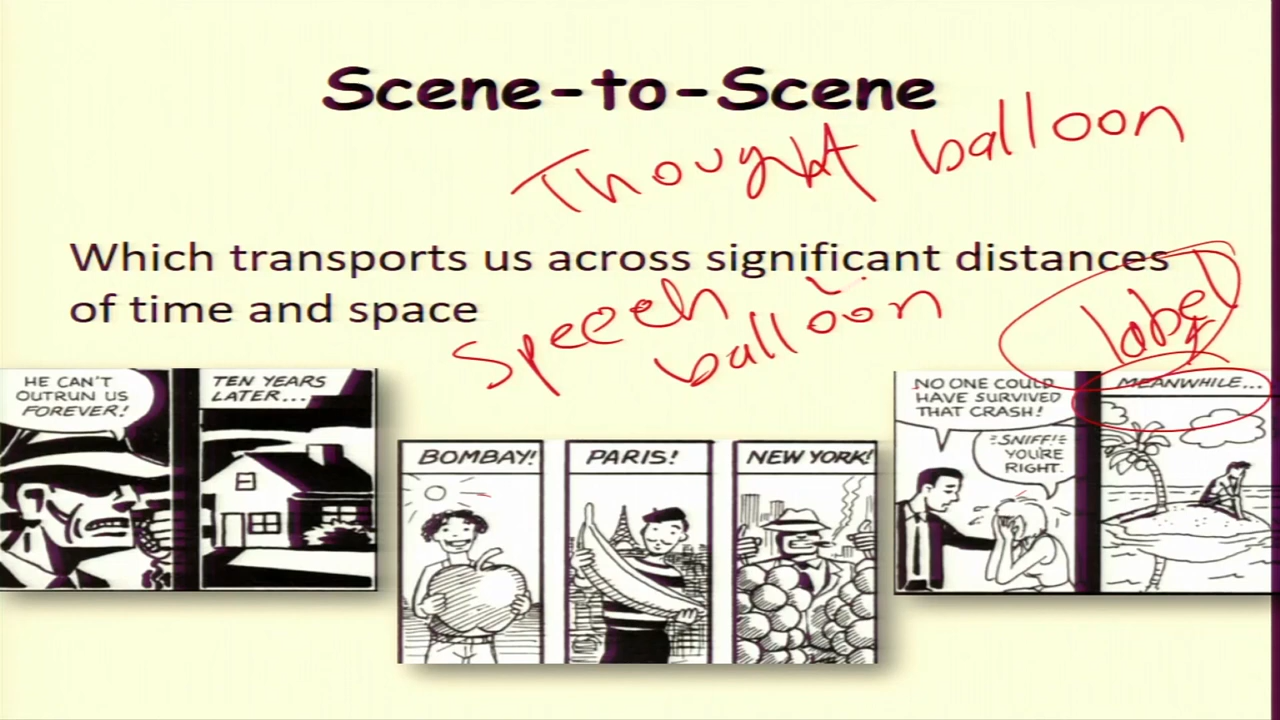 Scene-to-Scene
Thought balloon
Which transports us across significant distances
of time and space
Speech
balloon
label
HE CAN'T
OUTRUN US
FOREVER!
TEN YEARS
LATER...
BOMBAY!
PARIS!
NEW YORK!
NO ONE COULD
HAVE SURVIVED
THAT CRASH!
SNIFF!
YOU'RE
RIGHT.
MEANWHILE...